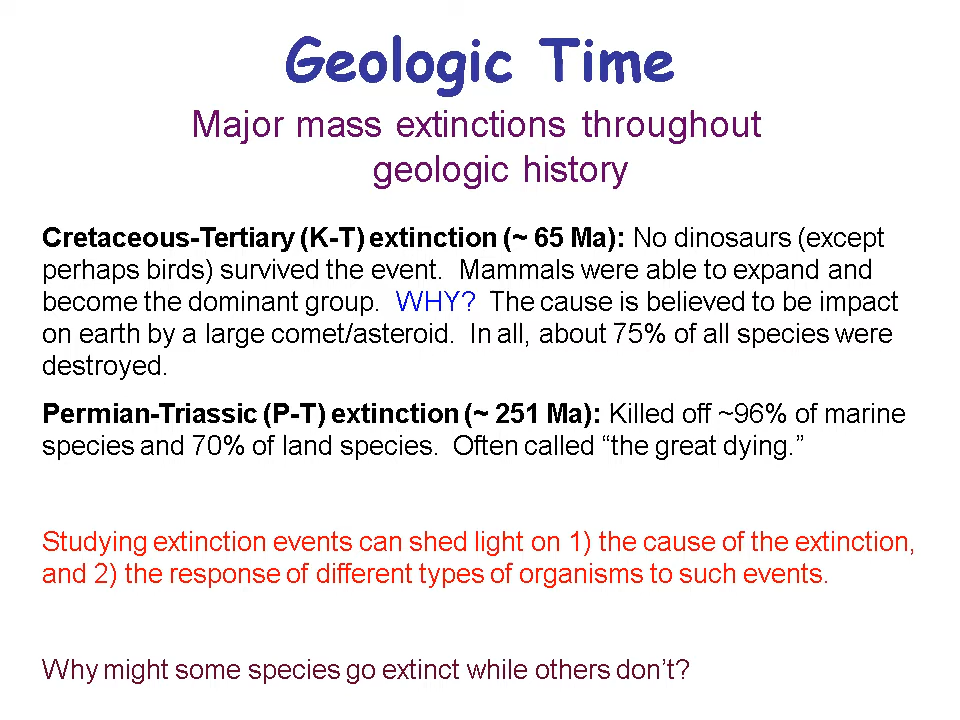 Geologic Time
Major mass extinctions throughout
geologic history
Cretaceous-Tertiary (K-T) extinction (~ 65 Ma): No dinosaurs (except
perhaps birds) survived the event.  Mammals were able to expand and
become the dominant group.  WHY?  The cause is believed to be impact
on earth by a large comet/asteroid.  In all, about 75% of all species were
destroyed.
Permian-Triassic (P-T) extinction (~ 251 Ma): Killed off ~96% of marine
species and 70% of land species.  Often called “the great dying.”
Studying extinction events can shed light on 1) the cause of the extinction,
and 2) the response of different types of organisms to such events.
Why might some species go extinct while others don’t?